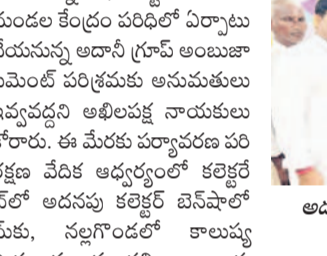 మండల కేంద్రం పరిధిలో ఏర్పాటు
చేయనున్న అదానీ గ్రూప్ అంబుజా
సిమెంట్ పరిశ్రమకు అనుమతులు
ఇవ్వవద్దని అఖిలపక్ష నాయకులు
కోరారు. ఈ మేరకు పర్యావరణ పరి
రక్షణ వేదిక ఆధ్వర్యంలో కలెక్టరే
ట్‌లో అదనపు కలెక్టర్ బెన్‌షాలో
మ్‌కు, నల్లగొండలో కాలుష్య
అద